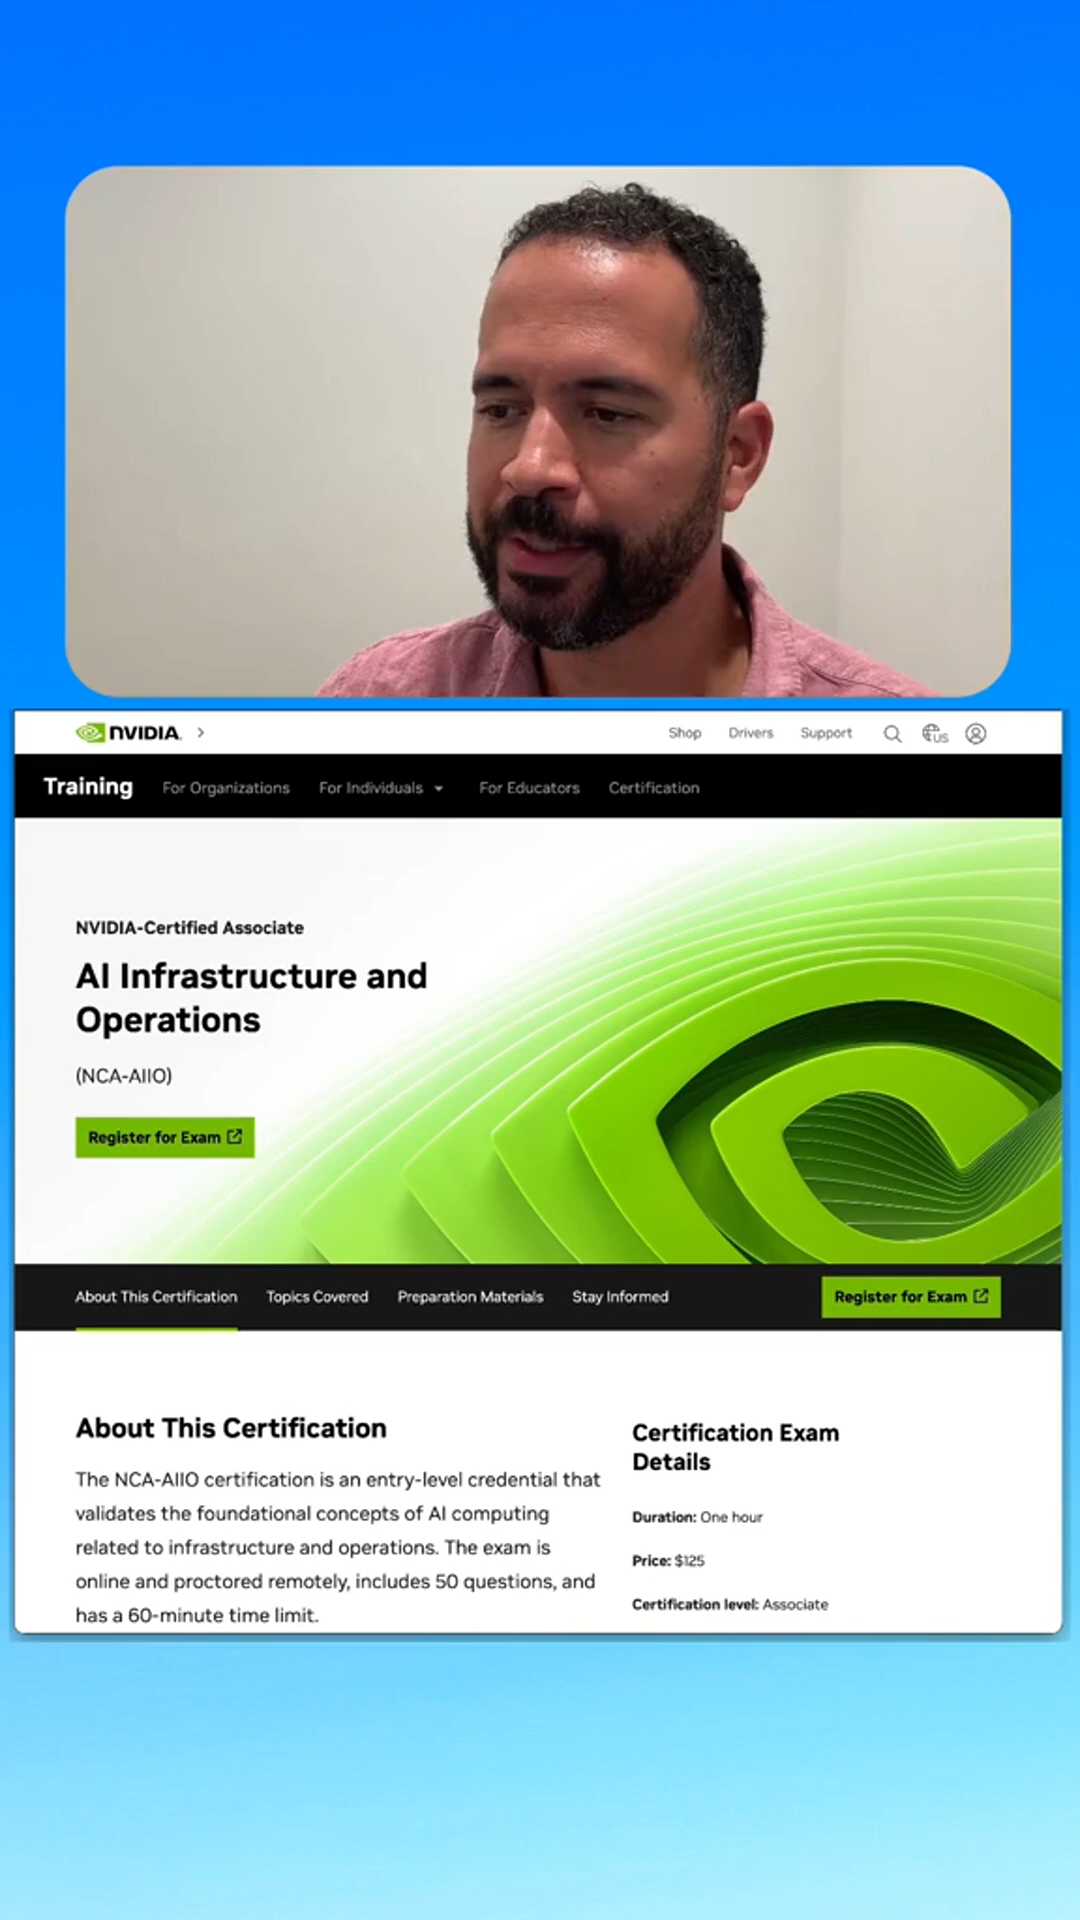 NVIDIA
Shop
Drivers
Support
US
Training
For Organizations
For Individuals
For Educators
Certification
NVIDIA-Certified Associate
AI Infrastructure and
Operations
(NCA-AIIO)
Register for Exam
About This Certification
Topics Covered
Preparation Materials
Stay Informed
Register for Exam
About This Certification
The NCA-AIIO certification is an entry-level credential that
validates the foundational concepts of AI computing
related to infrastructure and operations. The exam is
online and proctored remotely, includes 50 questions, and
has a 60-minute time limit.
Certification Exam
Details
Duration: One hour
Price: $125
Certification level: Associate